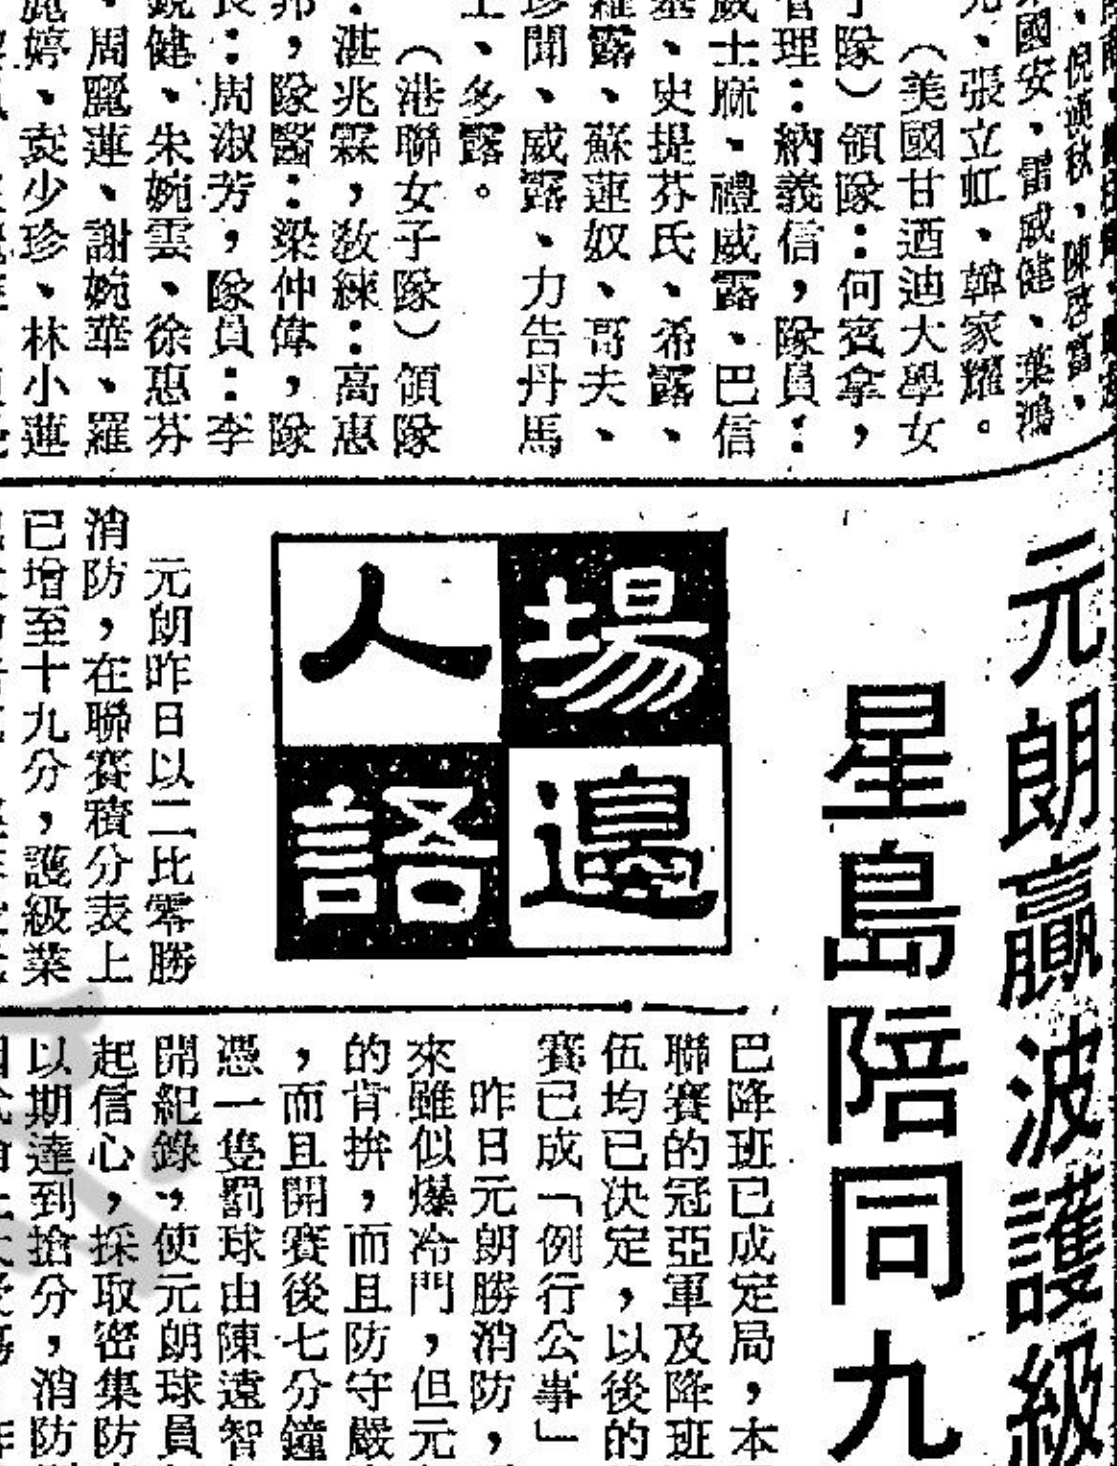 元朗贏波護級
星島陪同九
場邊
人語
、倪
國安、雷威健、葉鴻
、張立虹、韓家耀。
（美國甘迺迪大學女
隊）領隊：何賓拿，
管理：納義信，隊員：
威士廊、禮威露、巴信
基、史提芬氏、希露、
羅露、蘇蓮奴、哥夫、
珍聞、威露、力告丹馬
士、多露。
（港聯女子隊）領隊
：湛兆霖，敎練：高惠
邦，隊醫：梁仲偉，隊
長：周淑芳，隊員：李
銳健、朱婉雲、徐惠芬
、周麗蓮、謝婉華、羅
麗婷、袁少珍、林小蓮
元朗昨日以二比零勝
消防，在聯賽積分表上
已增至十九分，護級業
巴降班已成定局，本
聯賽的冠亞軍及降班
伍均已決定，以後的
賽已成「例行公事」
昨日元朗勝消防，
來雖似爆冷門，但元
的肯拚，而且防守嚴
，而且開賽後七分鐘
憑一隻罰球由陳遠智
開紀錄，使元朗球員
起信心，採取密集防
以期達到搶分，消防